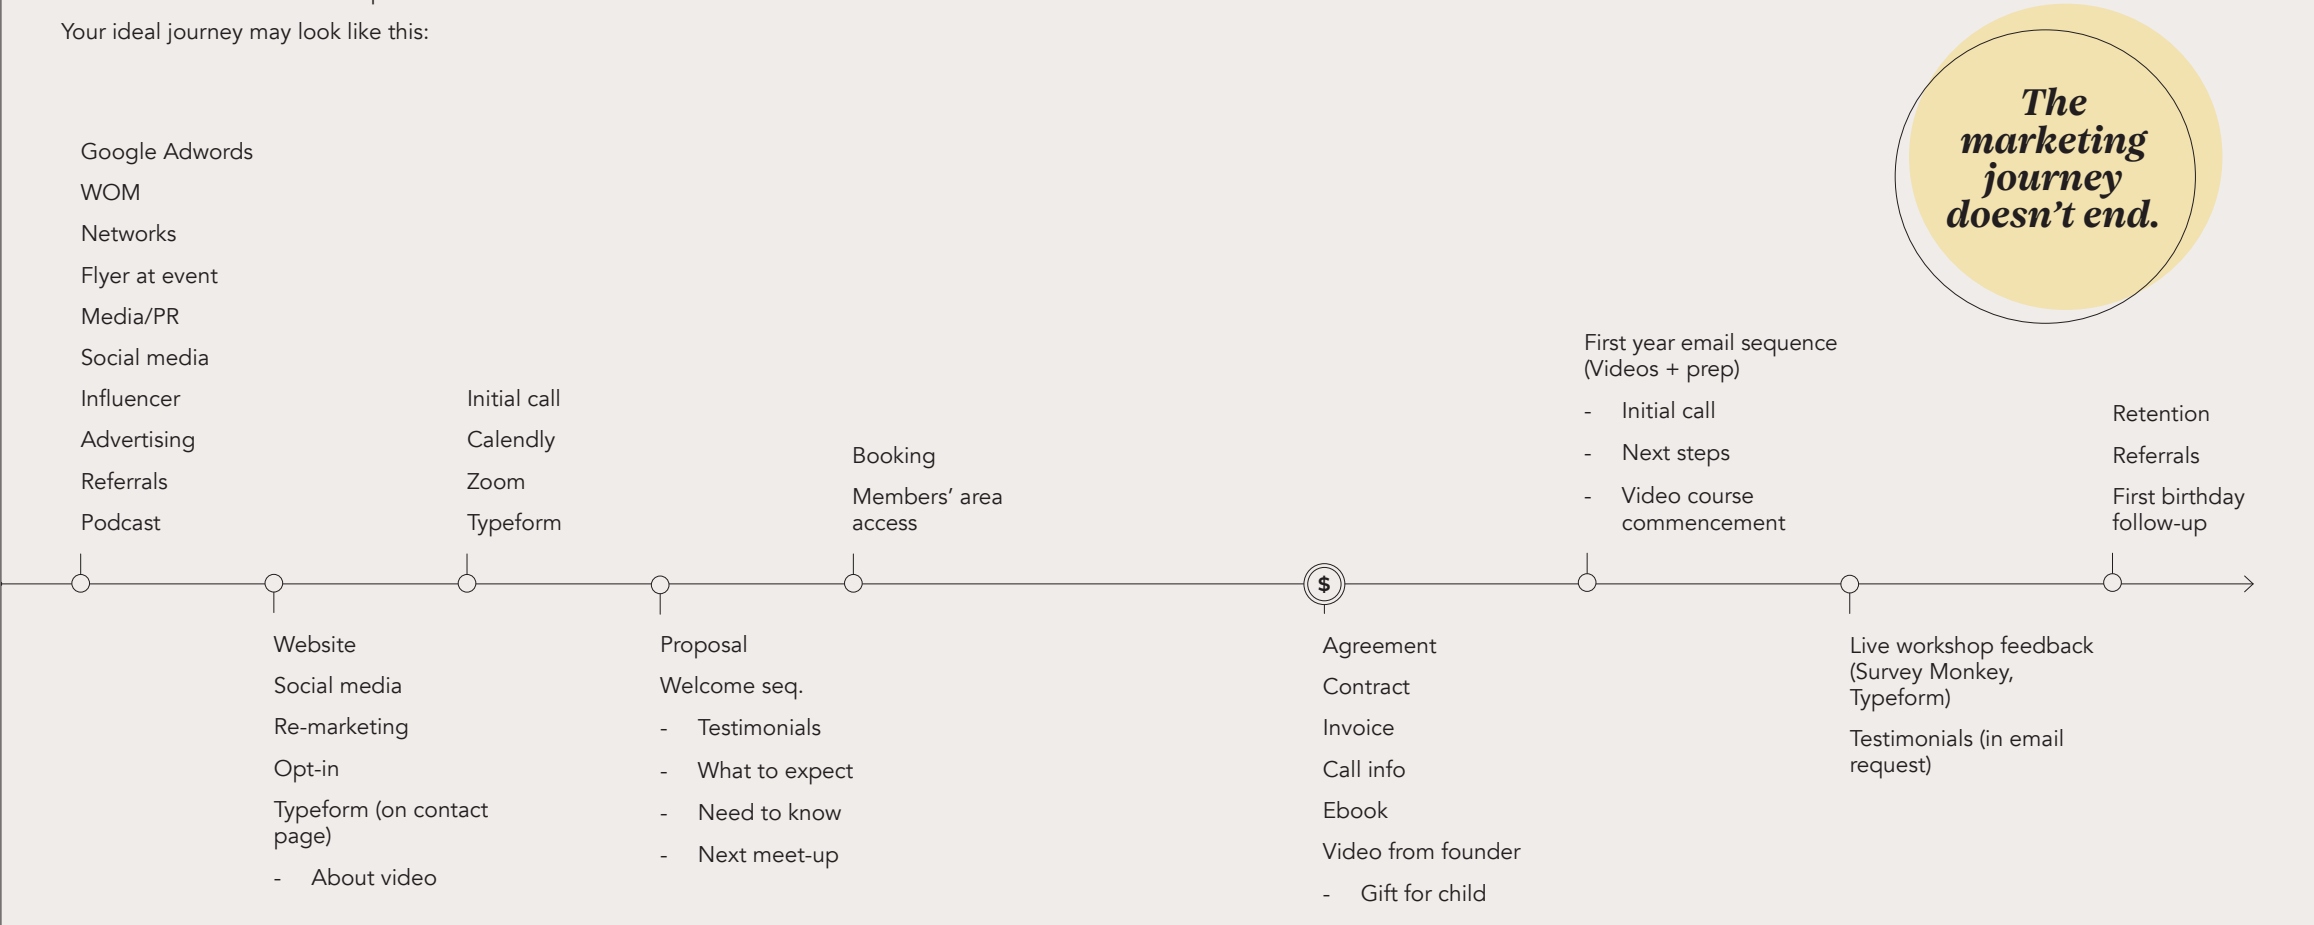 Your ideal journey may look like this:
The
marketing
journey
doesn’t end.
Google Adwords
WOM
Networks
Flyer at event
Media/PR
Social media
Influencer
Advertising
Referrals
Podcast
Website
Social media
Re-marketing
Opt-in
Typeform (on contact
page)
- About video
Initial call
Calendly
Zoom
Typeform
Proposal
Welcome seq.
- Testimonials
- What to expect
- Need to know
- Next meet-up
Booking
Members’ area
access
$
Agreement
Contract
Invoice
Call info
Ebook
Video from founder
- Gift for child
First year email sequence
(Videos + prep)
- Initial call
- Next steps
- Video course
commencement
Live workshop feedback
(Survey Monkey,
Typeform)
Testimonials (in email
request)
Retention
Referrals
First birthday
follow-up